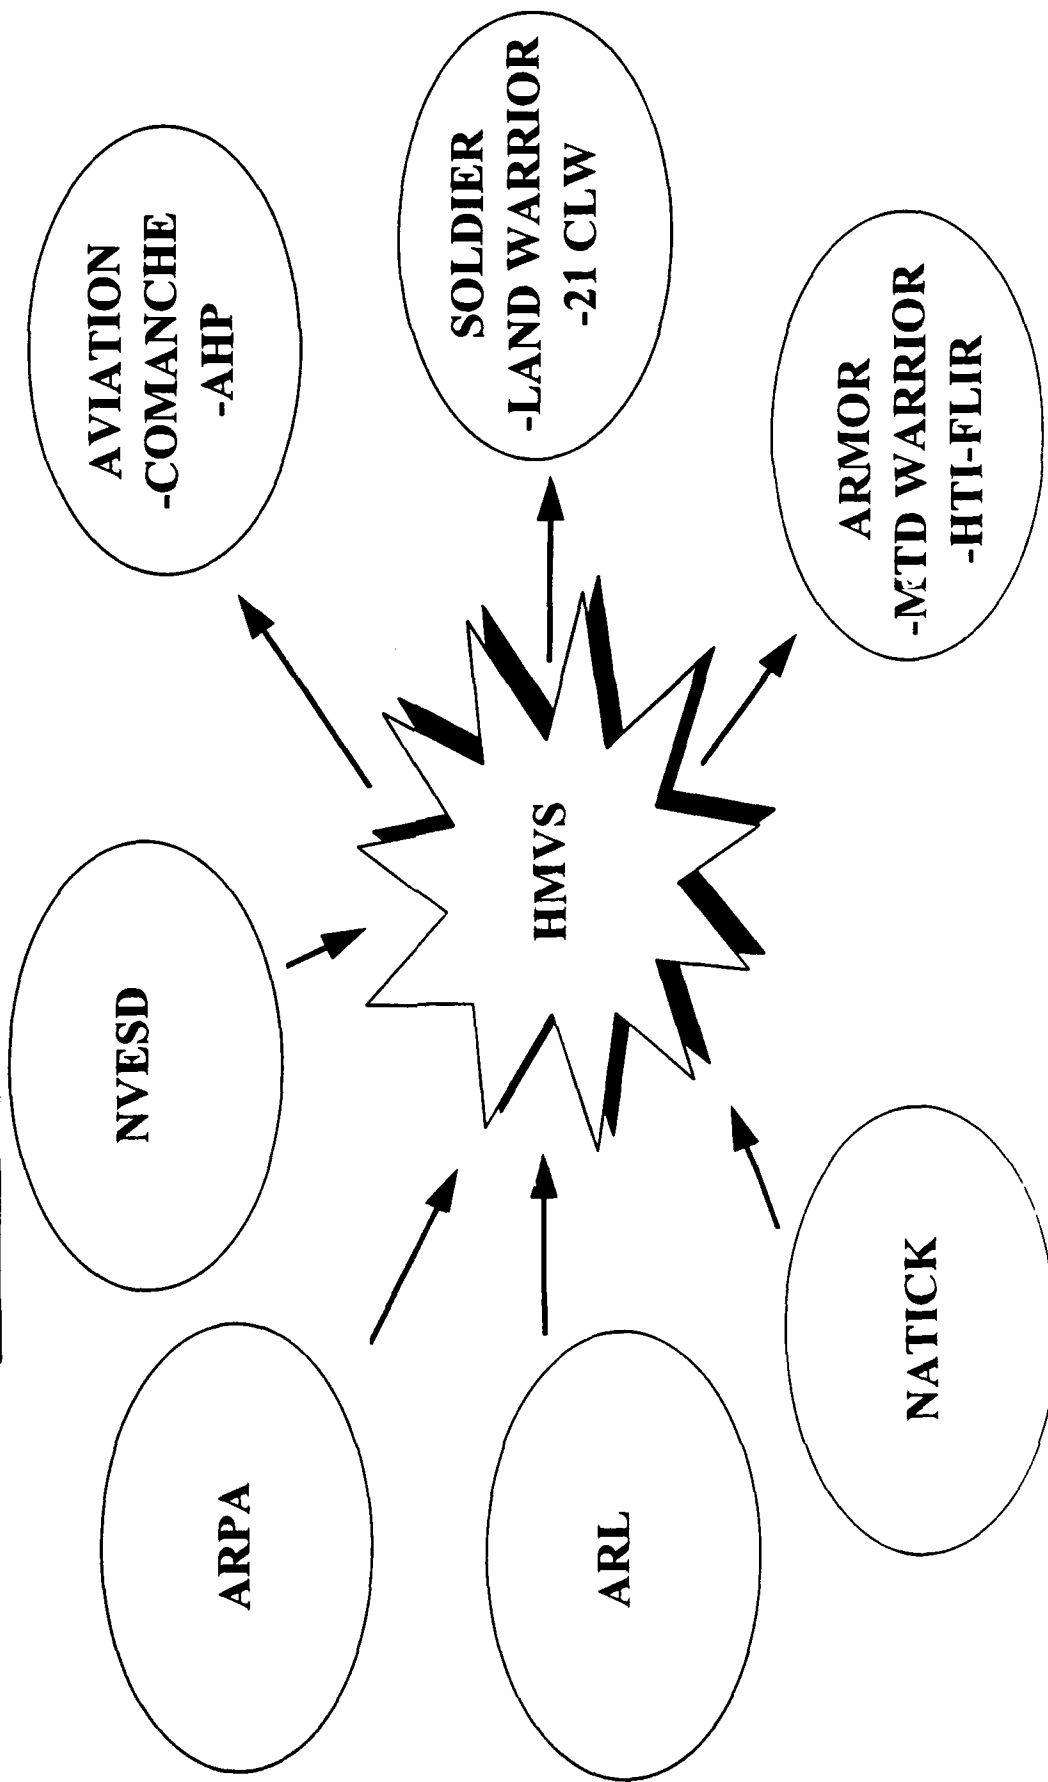 NVESD
ARPA
ARL
NATICK
HMVS
AVIATION
-COMANCHE
-AHP
SOLDIER
-LAND WARRIOR
-21 CLW
ARMOR
-MTD WARRIOR
-HTI-FLIR